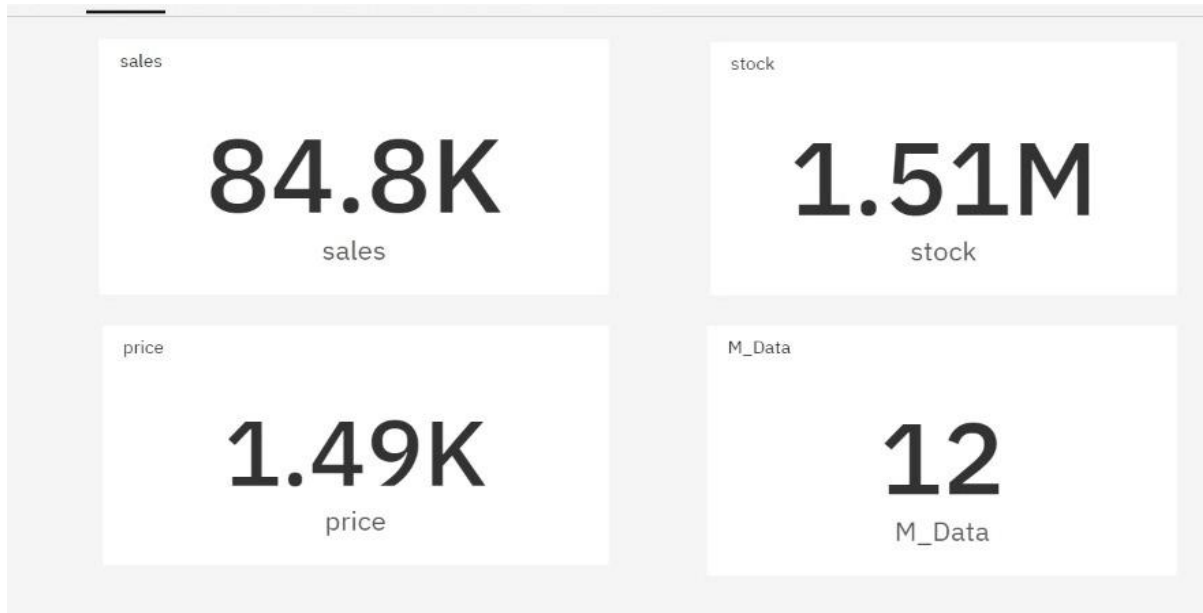 sales
84.8K
sales
stock
1.51M
stock
price
1.49K
price
M_Data
12
M_Data